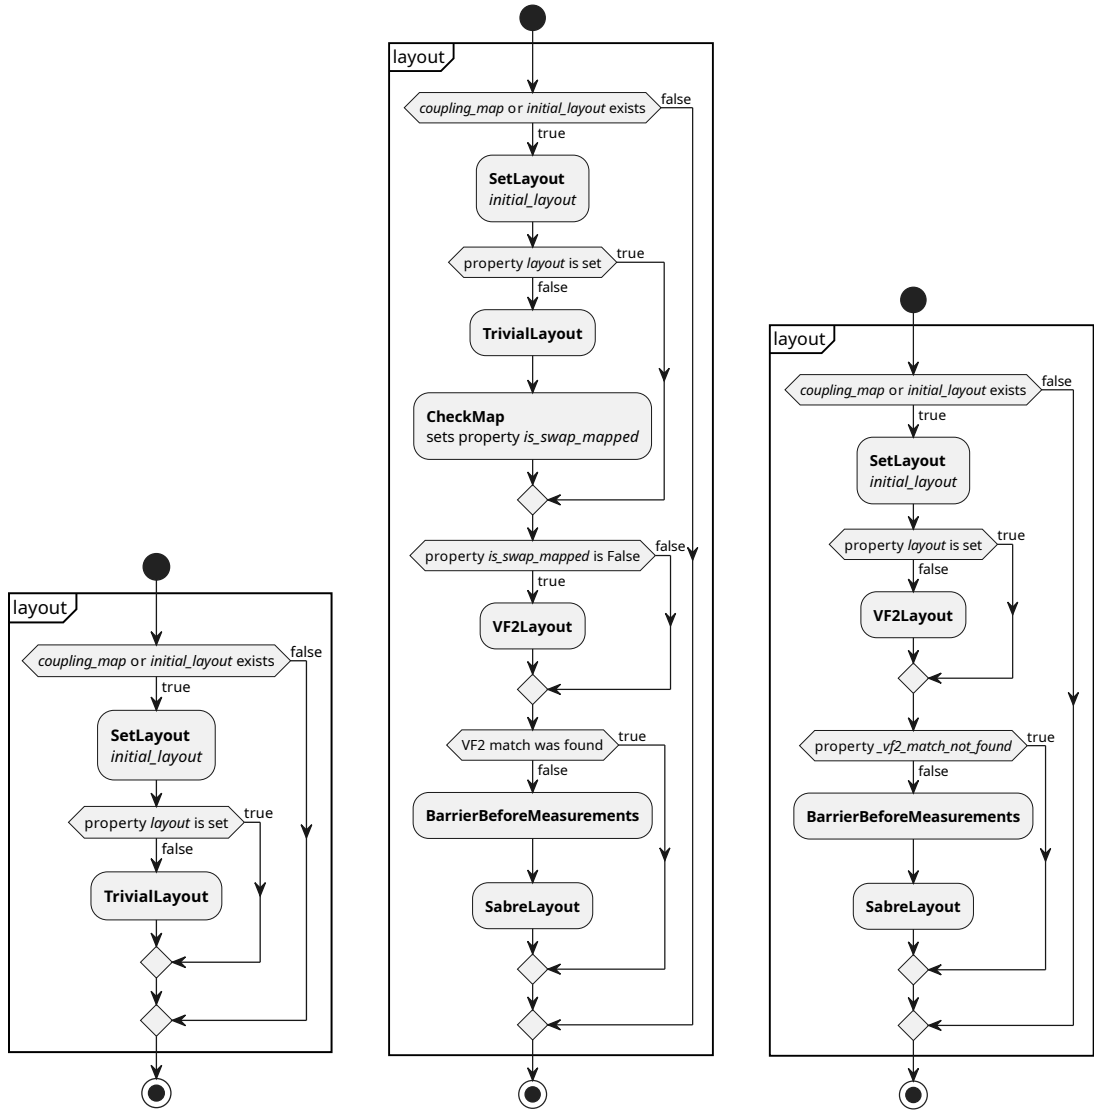 layout
coupling_map or initial_layout exists
false
true
SetLayout
initial_layout
property layout is set
true
false
TrivialLayout
layout
coupling_map or initial_layout exists
false
true
SetLayout
initial_layout
property layout is set
true
false
TrivialLayout
CheckMap
sets property is_swap_mapped
property is_swap_mapped is False
false
true
VF2Layout
VF2 match was found
true
false
BarrierBeforeMeasurements
SabreLayout
layout
coupling_map or initial_layout exists
false
true
SetLayout
initial_layout
property layout is set
true
false
VF2Layout
property _vf2_match_not_found
true
false
BarrierBeforeMeasurements
SabreLayout